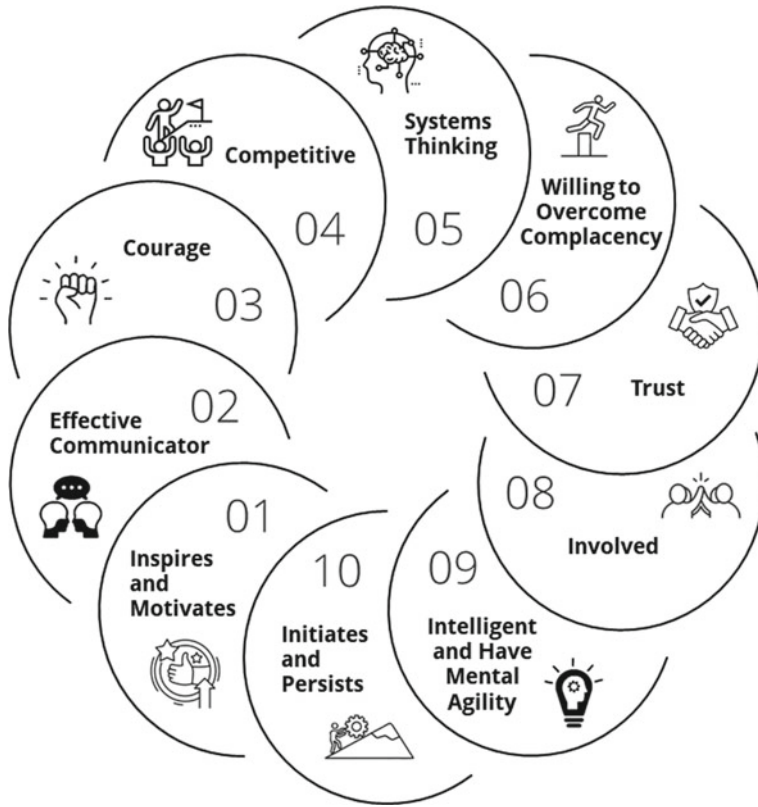 01
Inspires
and
Motivates
02
Effective
Communicator
03
Courage
04
Competitive
05
Systems
Thinking
06
Willing to
Overcome
Complacency
07
Trust
08
Involved
09
Intelligent
and Have
Mental
Agility
10
Initiates
and
Persists